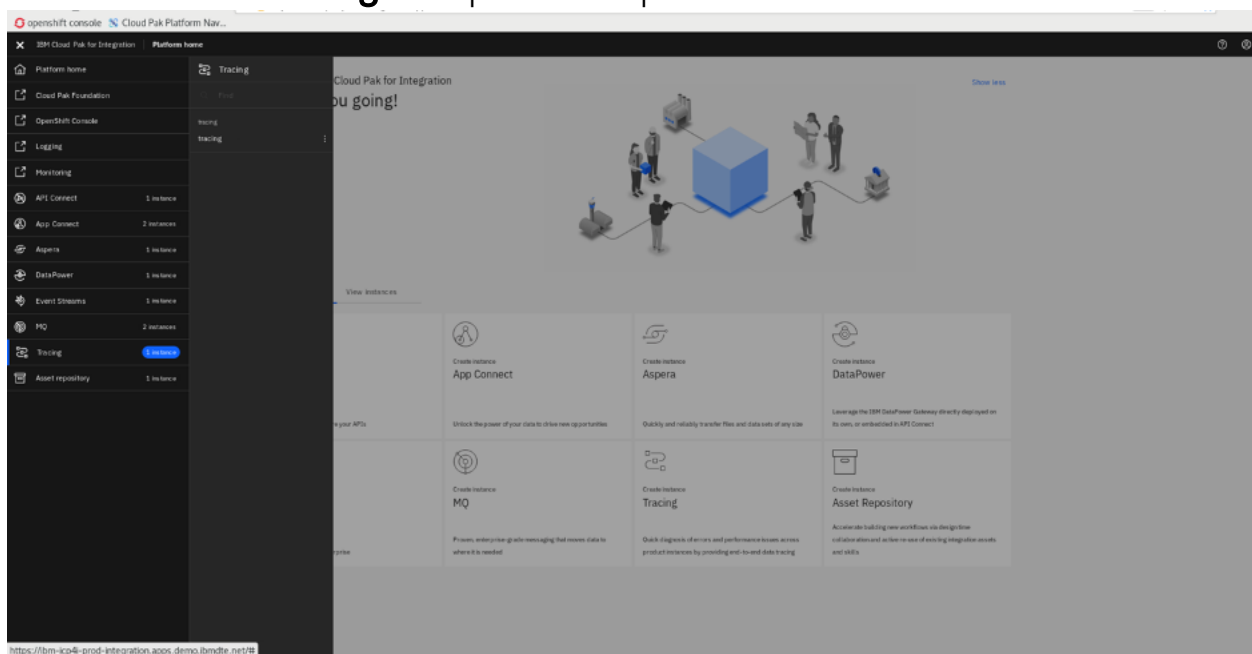 openshift console Cloud Pak Platform Nav...
IBM Cloud Pak for Integration Platform home
Platform home
Cloud Pak Foundation
OpenShift Console
Logging
Monitoring
API Connect 1 instance
App Connect 2 instances
Aspera 1 instance
DataPower 1 instance
Event Streams 1 instance
MQ 2 instances
Tracing 1 instance
Asset repository 1 instance
Tracing
Find
tracing
tracing
Cloud Pak for Integration
ou going!
Show less
View instances
Create instance
App Connect
Unlock the power of your data to drive new opportunities
Create instance
Aspera
Quickly and reliably transfer files and data sets of any size
Create instance
DataPower
Leverage the IBM DataPower Gateway directly deployed on
its own, or embedded in API Connect
e your APIs
Create instance
MQ
Proven, enterprise-grade messaging that moves data to
where it is needed
Create instance
Tracing
Quick diagnosis of errors and performance issues across
product instances by providing end-to-end data tracing
Create instance
Asset Repository
Accelerate building new workflows via design time
collaboration and active re-use of existing integration assets
and skills
rprise
https://ibm-icp4i-prod-integration.apps.demo.ibmdte.net/#